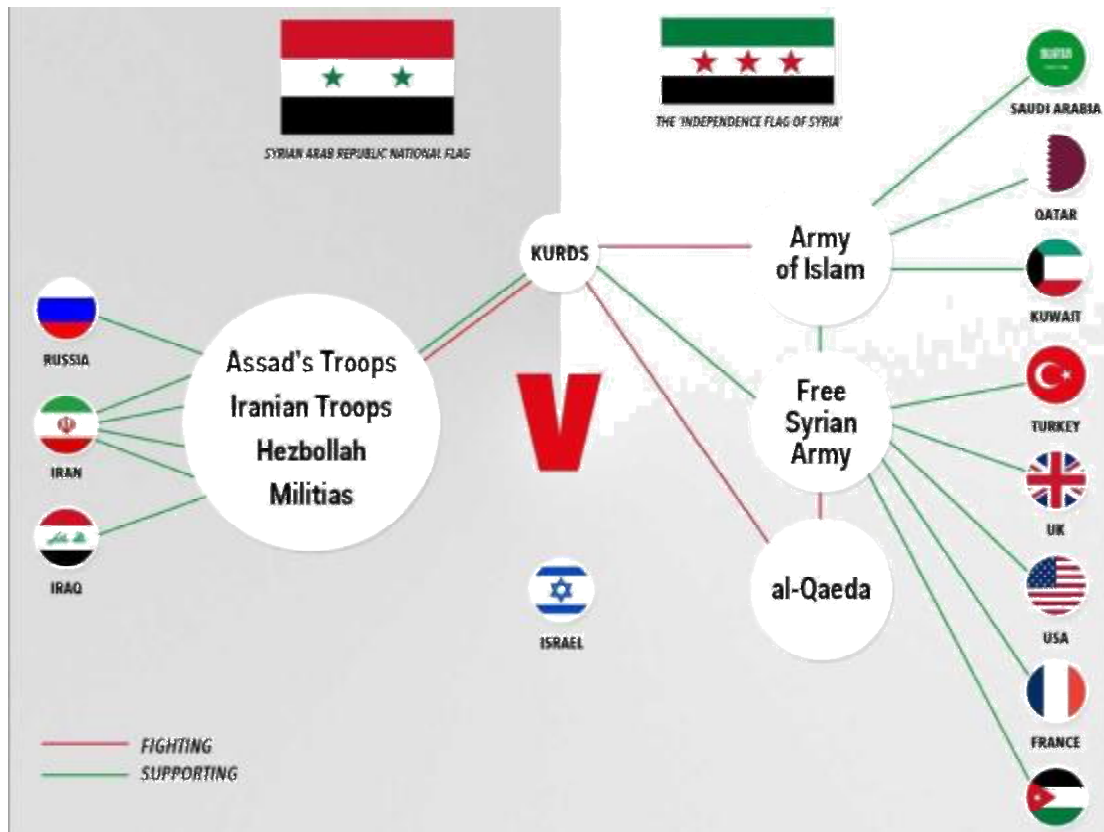 SYRIAN ARAB REPUBLIC NATIONAL FLAG
THE 'INDEPENDENCE FLAG OF SYRIA'
SAUDI ARABIA
QATAR
KURDS
Army
of Islam
KUWAIT
RUSSIA
Assad's Troops
Iranian Troops
Hezbollah
Militias
V
Free
Syrian
Army
TURKEY
IRAN
UK
IRAQ
ISRAEL
al-Qaeda
USA
FRANCE
FIGHTING
SUPPORTING